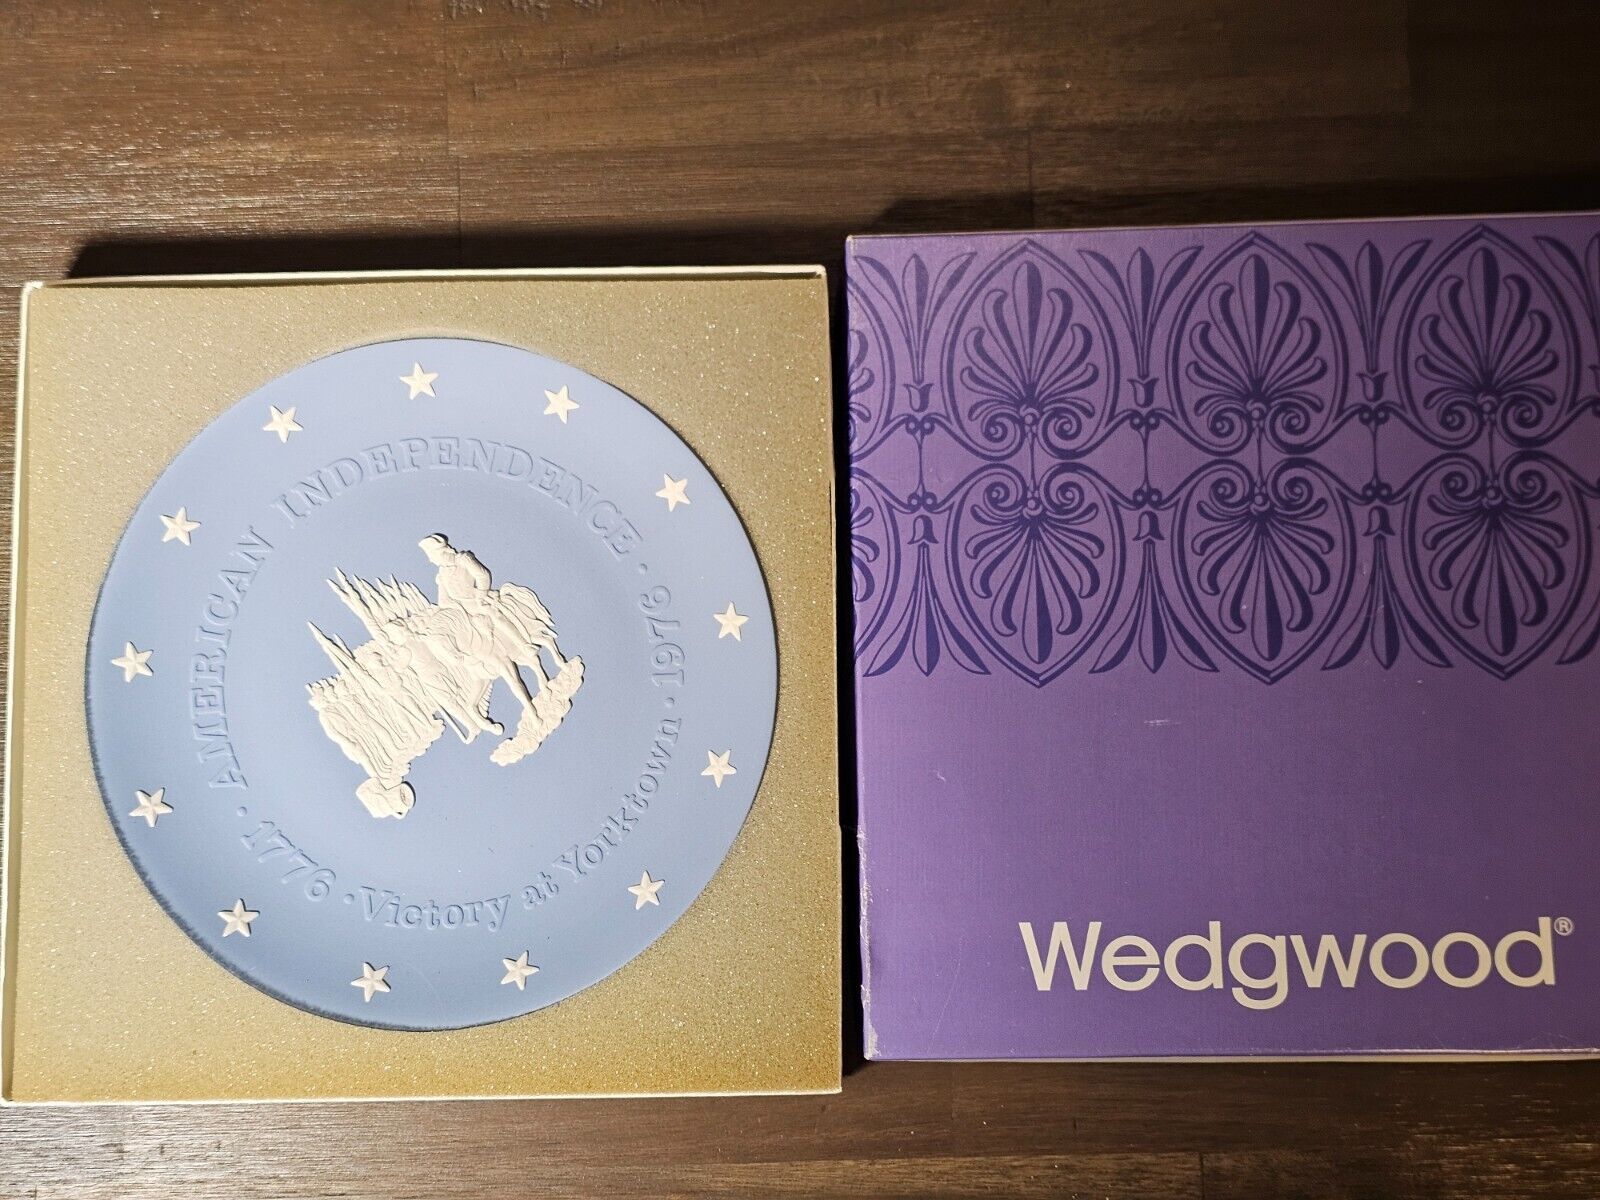 · AMERICAN INDEPENDENCE ·
1776 · Victory at Yorktown · 1976
Wedgwood®